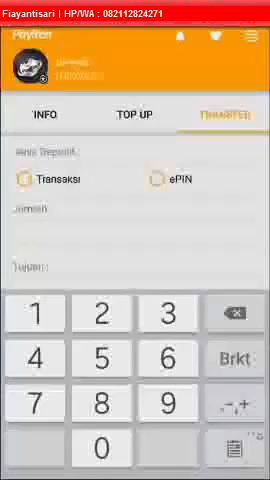 Fiayantisari | HP/WA : 082112824271
Paytren
INFO
TOP UP
TRANSFER
Jenis Deposit :
Transaksi
ePIN
Jumlah
Tujuan :
1 2 3
4 5 6 Brkt
7 8 9 .-,+
0